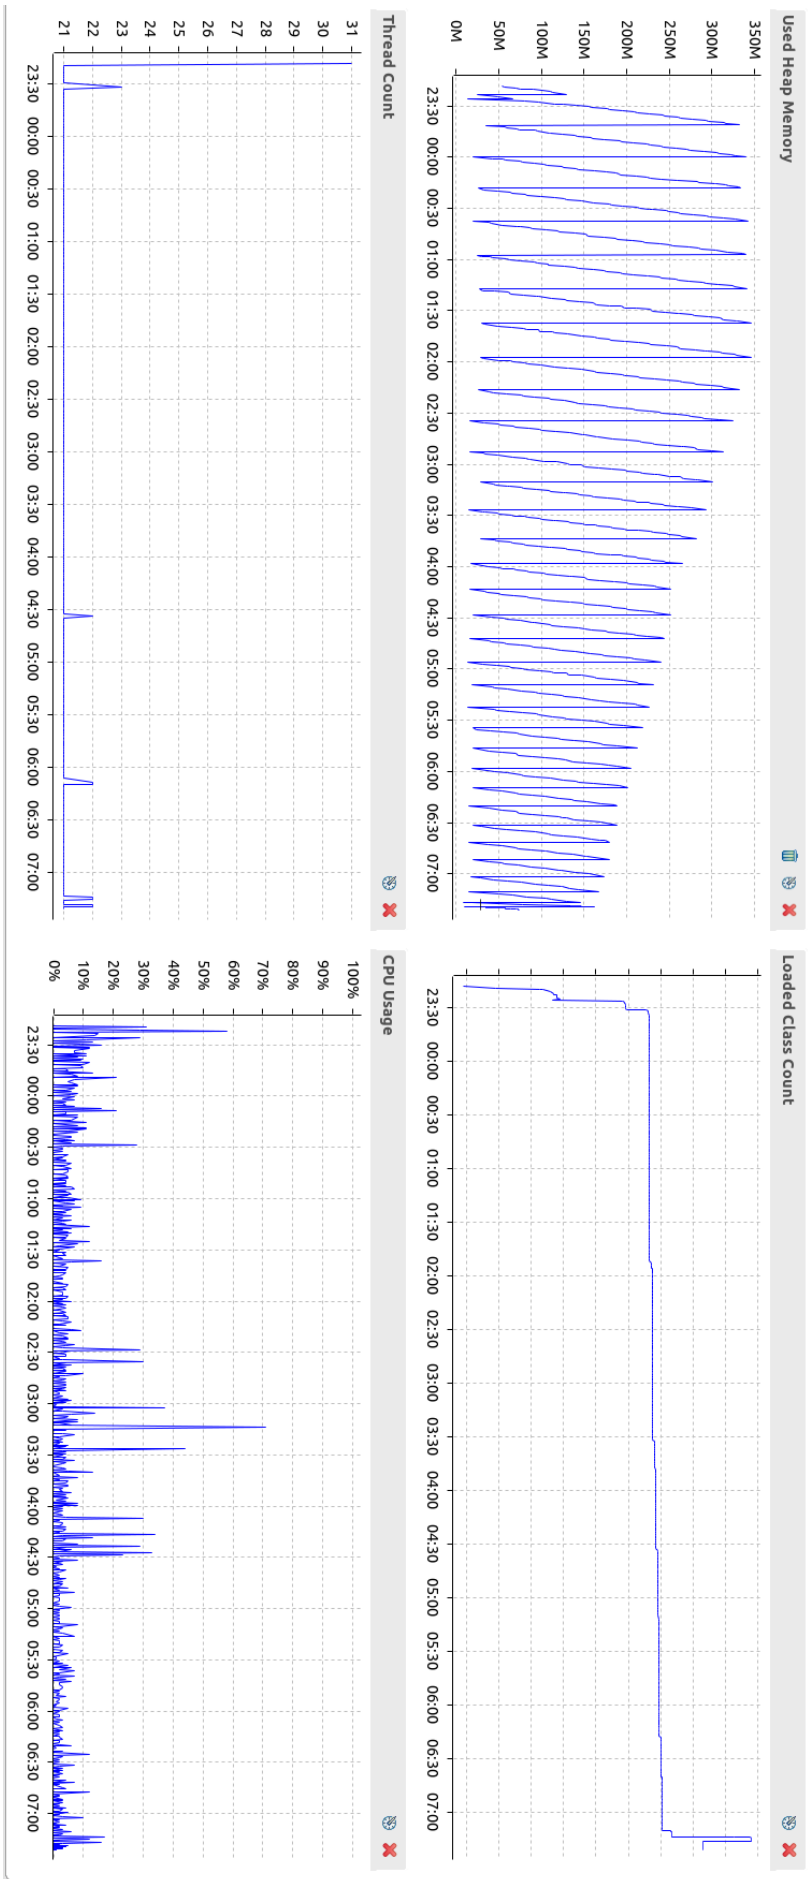 Used Heap Memory
350M
300M
250M
200M
150M
100M
50M
0M
23:30 00:00 00:30 01:00 01:30 02:00 02:30 03:00 03:30 04:00 04:30 05:00 05:30 06:00 06:30 07:00
Loaded Class Count
23:30 00:00 00:30 01:00 01:30 02:00 02:30 03:00 03:30 04:00 04:30 05:00 05:30 06:00 06:30 07:00
Thread Count
31
30
29
28
27
26
25
24
23
22
21
23:30 00:00 00:30 01:00 01:30 02:00 02:30 03:00 03:30 04:00 04:30 05:00 05:30 06:00 06:30 07:00
CPU Usage
100%
90%
80%
70%
60%
50%
40%
30%
20%
10%
0%
23:30 00:00 00:30 01:00 01:30 02:00 02:30 03:00 03:30 04:00 04:30 05:00 05:30 06:00 06:30 07:00